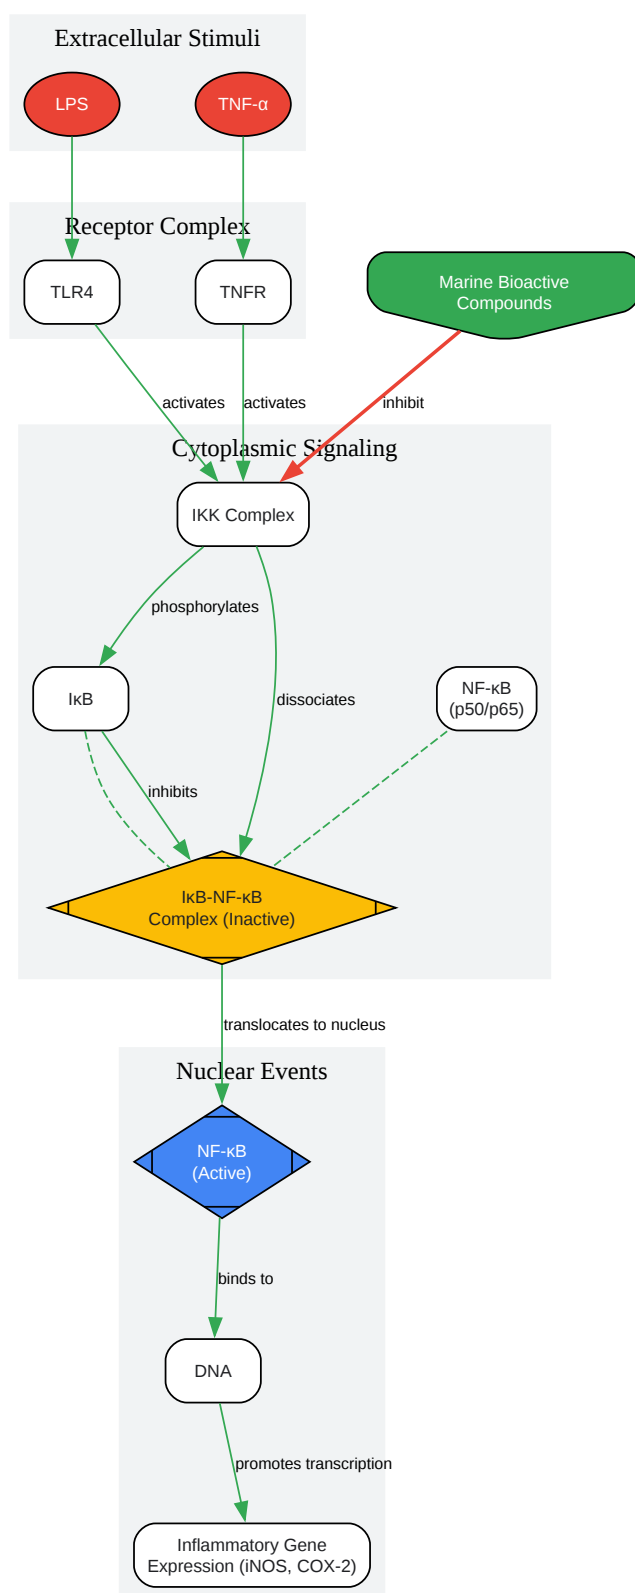 Extracellular Stimuli
LPS
TNF-α
Receptor Complex
TLR4
TNFR
Marine Bioactive
Compounds
activates
activates
inhibit
Cytoplasmic Signaling
IKK Complex
phosphorylates
IκB
dissociates
NF-κB
(p50/p65)
inhibits
IκB-NF-κB
Complex (Inactive)
translocates to nucleus
Nuclear Events
NF-κB
(Active)
binds to
DNA
promotes transcription
Inflammatory Gene
Expression (iNOS, COX-2)